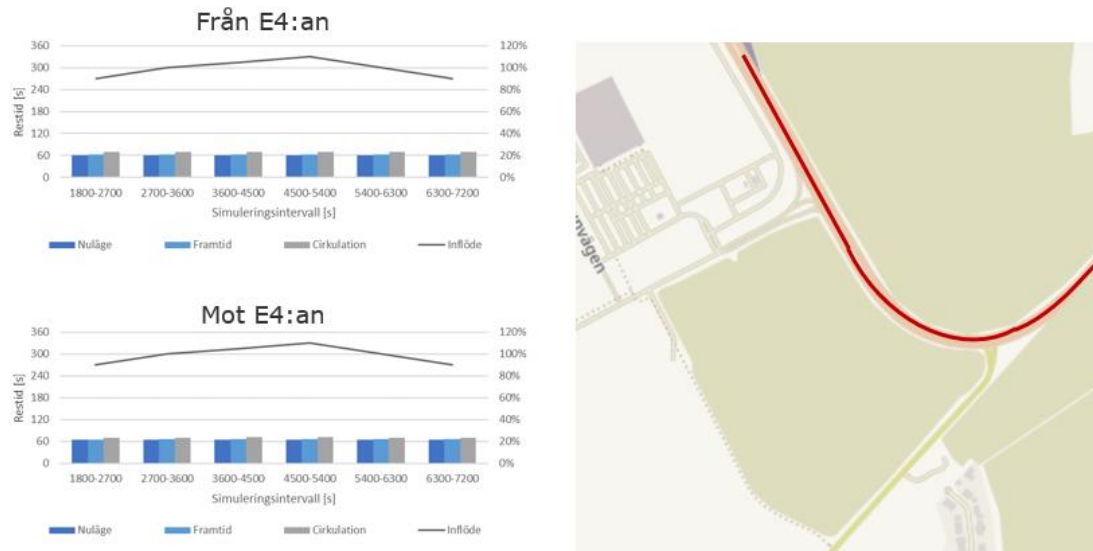 Från E4:an
360
300
240
180
120
60
0
Restid [s]
120%
100%
80%
60%
40%
20%
0%
1800-2700 2700-3600 3600-4500 4500-5400 5400-6300 6300-7200
Simuleringsintervall [s]
Nuläge Framtid Cirkulation Inflöde
Mot E4:an
360
300
240
180
120
60
0
Restid [s]
120%
100%
80%
60%
40%
20%
0%
1800-2700 2700-3600 3600-4500 4500-5400 5400-6300 6300-7200
Simuleringsintervall [s]
Nuläge Framtid Cirkulation Inflöde